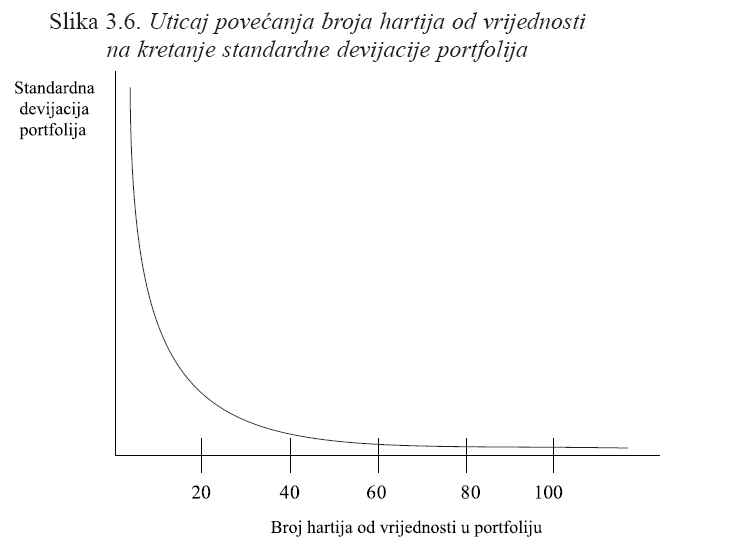 Slika 3.6. Uticaj povećanja broja hartija od vrijednosti
na kretanje standardne devijacije portfolija
Standardna
devijacija
portfolija
20 40 60 80 100
Broj hartija od vrijednosti u portfoliju